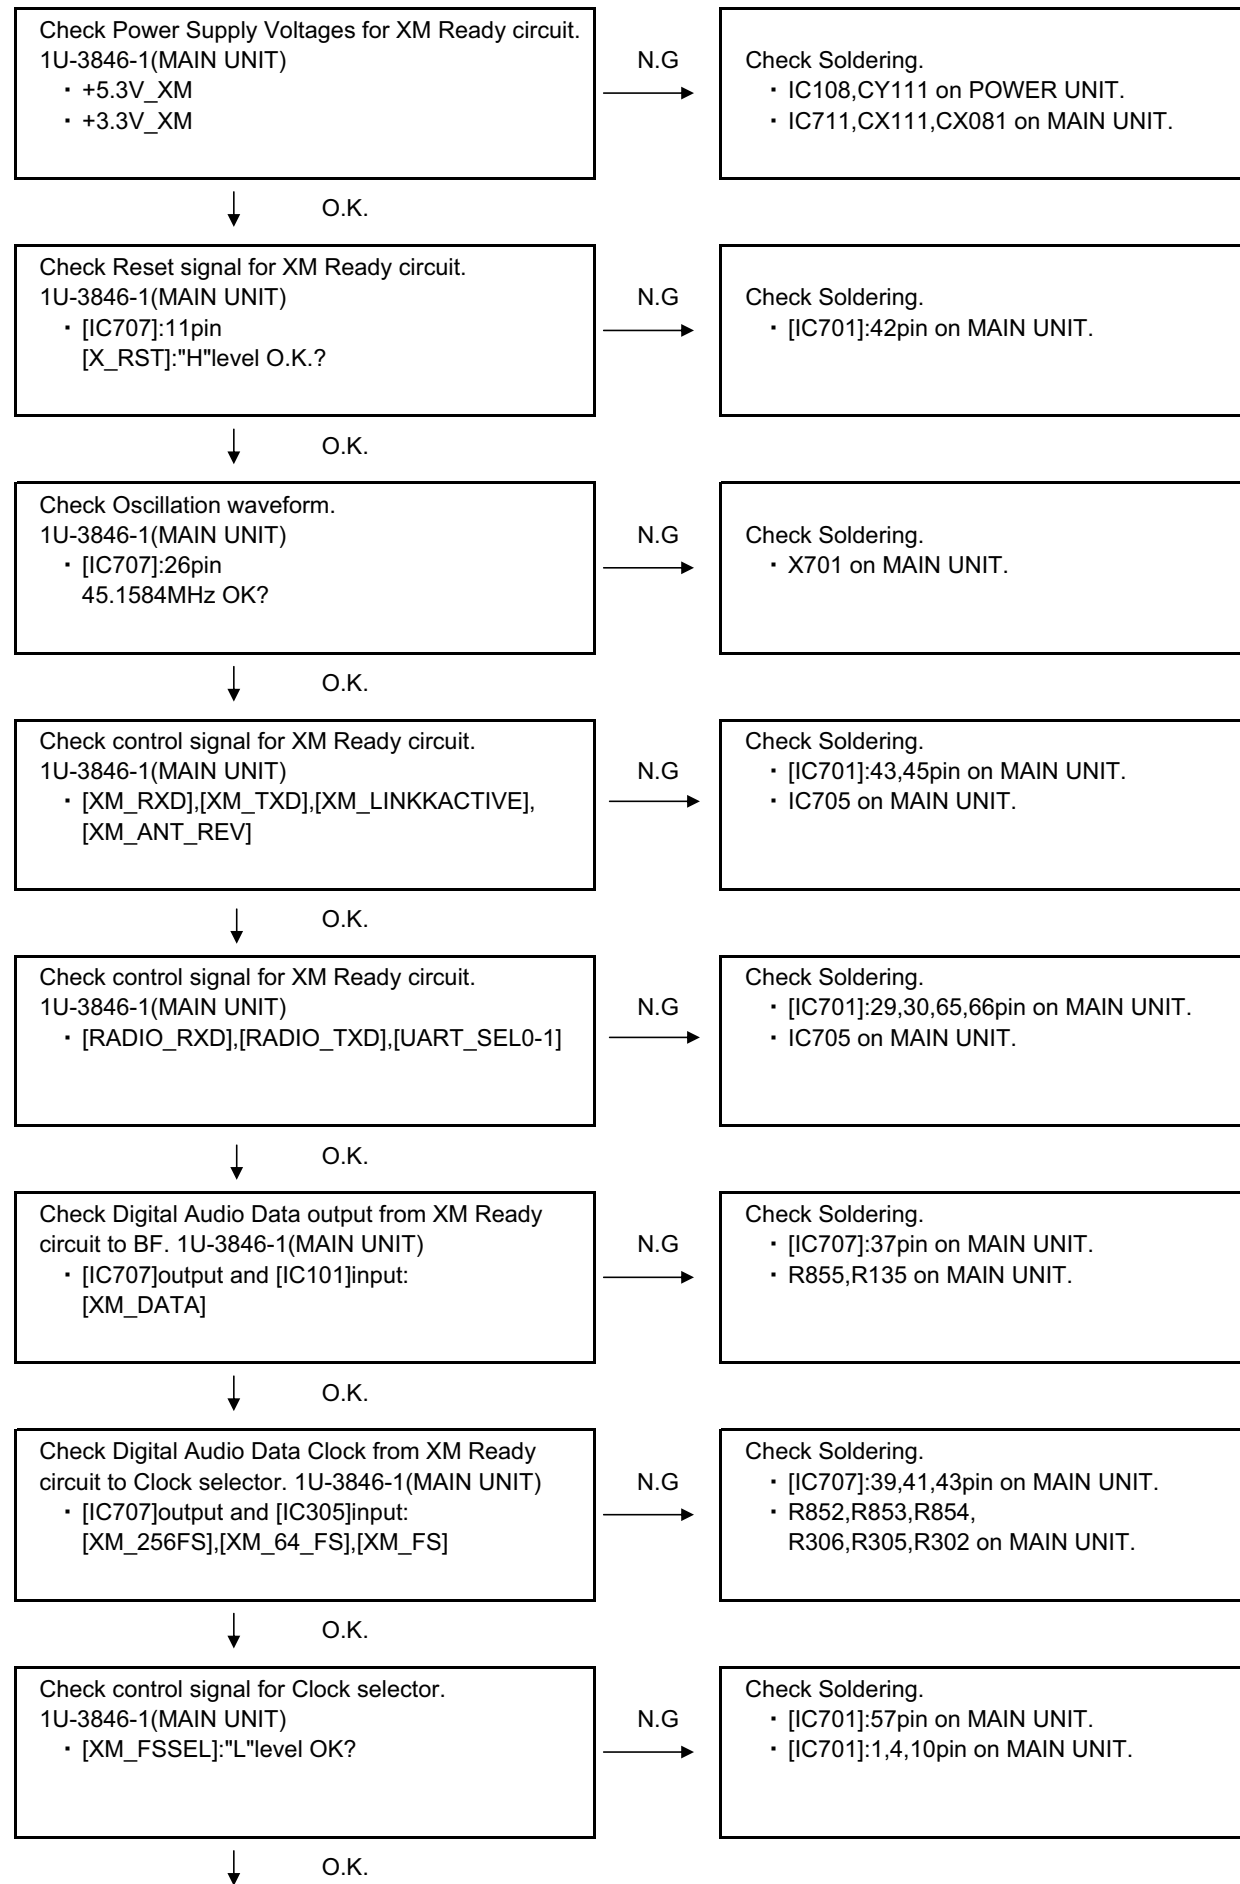 Check Power Supply Voltages for XM Ready circuit.
1U-3846-1(MAIN UNIT)
・+5.3V_XM
・+3.3V_XM
N.G
Check Soldering.
・IC108,CY111 on POWER UNIT.
・IC711,CX111,CX081 on MAIN UNIT.
O.K.
Check Reset signal for XM Ready circuit.
1U-3846-1(MAIN UNIT)
・[IC707]:11pin
[X_RST]:"H"level O.K.?
N.G
Check Soldering.
・[IC701]:42pin on MAIN UNIT.
O.K.
Check Oscillation waveform.
1U-3846-1(MAIN UNIT)
・[IC707]:26pin
45.1584MHz OK?
N.G
Check Soldering.
・X701 on MAIN UNIT.
O.K.
Check control signal for XM Ready circuit.
1U-3846-1(MAIN UNIT)
・[XM_RXD],[XM_TXD],[XM_LINKKACTIVE],
[XM_ANT_REV]
N.G
Check Soldering.
・[IC701]:43,45pin on MAIN UNIT.
・IC705 on MAIN UNIT.
O.K.
Check control signal for XM Ready circuit.
1U-3846-1(MAIN UNIT)
・[RADIO_RXD],[RADIO_TXD],[UART_SEL0-1]
N.G
Check Soldering.
・[IC701]:29,30,65,66pin on MAIN UNIT.
・IC705 on MAIN UNIT.
O.K.
Check Digital Audio Data output from XM Ready
circuit to BF. 1U-3846-1(MAIN UNIT)
・[IC707]output and [IC101]input:
[XM_DATA]
N.G
Check Soldering.
・[IC707]:37pin on MAIN UNIT.
・R855,R135 on MAIN UNIT.
O.K.
Check Digital Audio Data Clock from XM Ready
circuit to Clock selector. 1U-3846-1(MAIN UNIT)
・[IC707]output and [IC305]input:
[XM_256FS],[XM_64_FS],[XM_FS]
N.G
Check Soldering.
・[IC707]:39,41,43pin on MAIN UNIT.
・R852,R853,R854,
R306,R305,R302 on MAIN UNIT.
O.K.
Check control signal for Clock selector.
1U-3846-1(MAIN UNIT)
・[XM_FSSEL]:"L"level OK?
N.G
Check Soldering.
・[IC701]:57pin on MAIN UNIT.
・[IC701]:1,4,10pin on MAIN UNIT.
O.K.